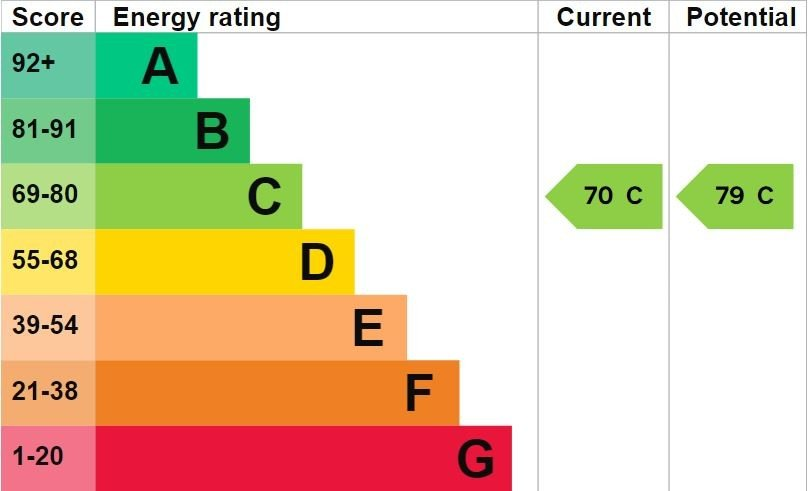 Score Energy rating Current Potential
92+ A
81-91 B
69-80 C 70 C 79 C
55-68 D
39-54 E
21-38 F
1-20 G